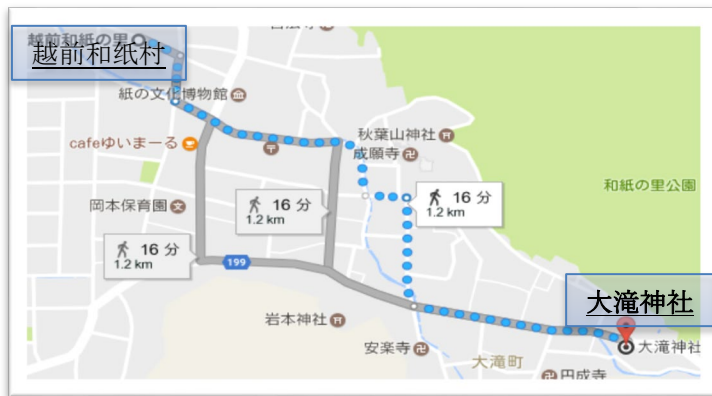 越前和紙の里
越前和纸村
紙の文化博物館
cafeゆいまーる
秋葉山神社
成願寺
和紙の里公園
岡本保育園
16 分
1.2 km
16 分
1.2 km
16 分
1.2 km
199
大滝神社
岩本神社
安楽寺
大滝神社
大滝町
円成寺